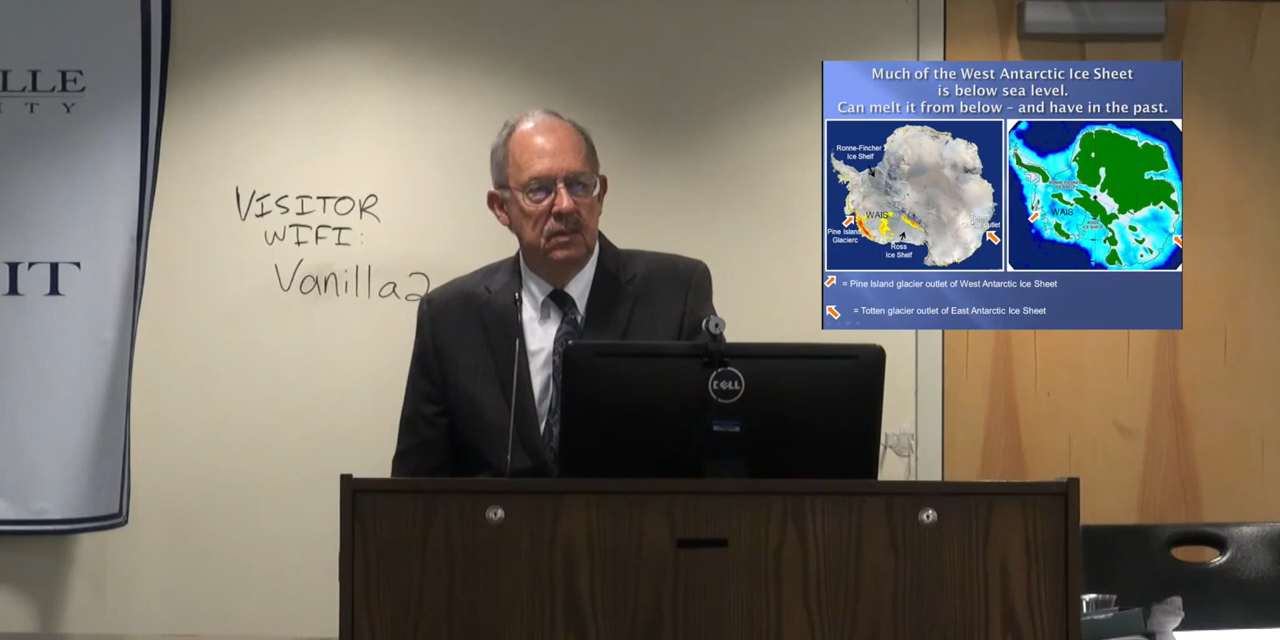 LLE
ITY
IT
VISITOR
WIFI:
Vanilla2
DELL
Much of the West Antarctic Ice Sheet
is below sea level.
Can melt it from below – and have in the past.
Ronne-Fincher
Ice Shelf
WAIS
Pine Island
Glacierc
Ross
Ice Shelf
outlet
WAIS
= Pine Island glacier outlet of West Antarctic Ice Sheet
= Totten glacier outlet of East Antarctic Ice Sheet